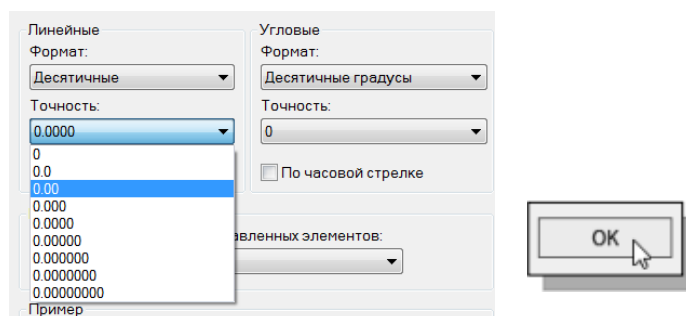 Линейные
Формат:
Десятичные
Точность:
0.0000
0
0.0
0.00
0.000
0.0000
0.00000
0.000000
0.0000000
0.00000000
Угловые
Формат:
Десятичные градусы
Точность:
0
По часовой стрелке
элементов:
Пример
OK